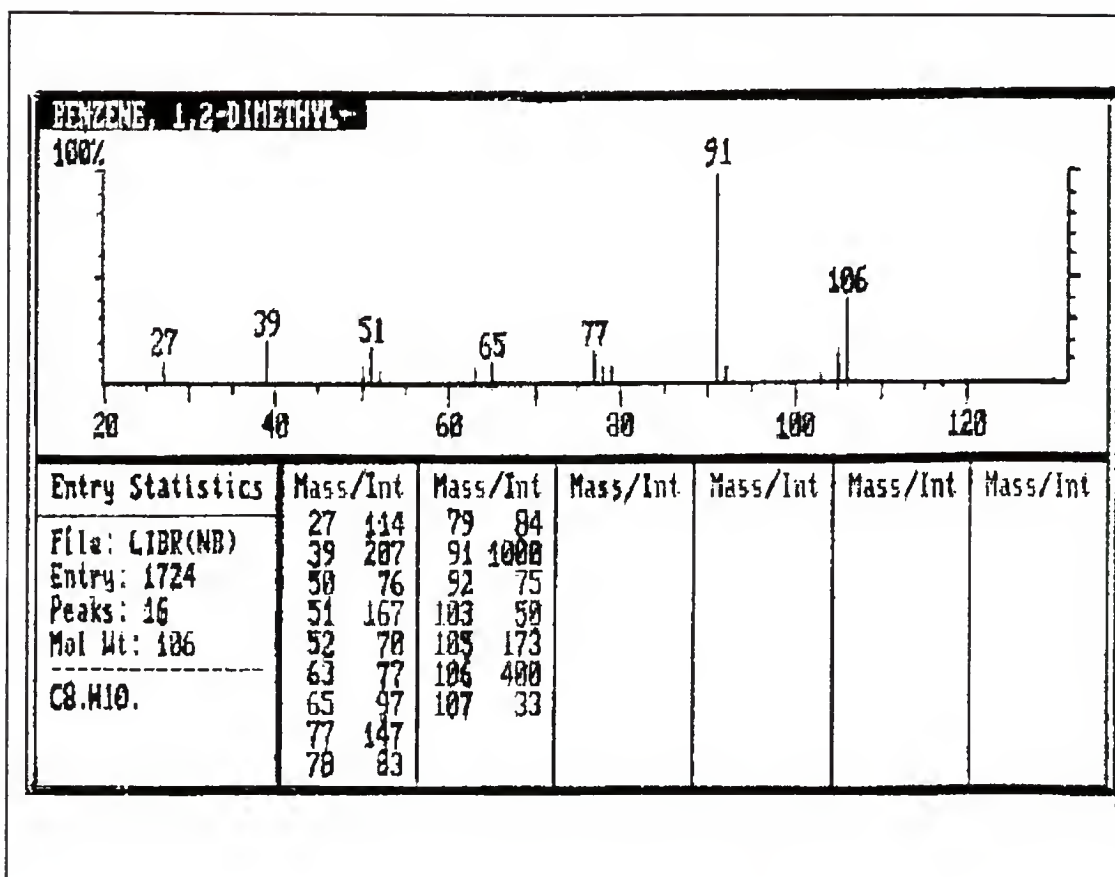 BENZENE, 1,2-DIMETHYL-
100%
91
106
27
39
51
65
77
20 40 60 80 100 120
Entry Statistics
File: LIBR(NB)
Entry: 1724
Peaks: 16
Mol Wt: 106
C8.H10.
Mass/Int
27 114
39 207
50 76
51 167
52 70
63 77
65 97
77 147
78 83
Mass/Int
79 84
91 1000
92 75
103 50
105 173
106 400
107 33
Mass/Int
Mass/Int
Mass/Int
Mass/Int